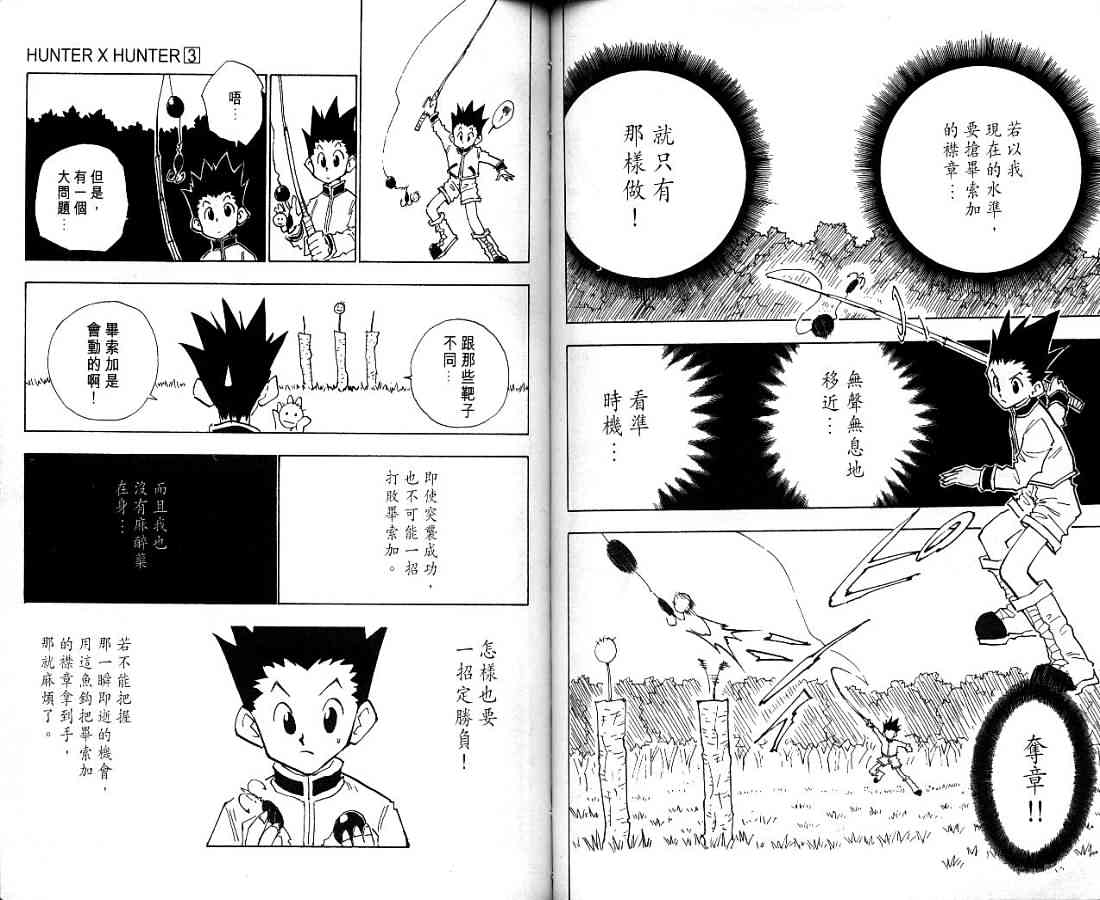 若以我
現在的水準，
要搶畢索加
的襟章…
就只有
那樣做！
無聲無息地
移近…
看準
時機…
奪章!!
HUNTER X HUNTER 3
唔…
但是，
有一個
大問題…
跟那些靶子
不同…
畢索加是
會動的啊！
即使突襲成功，
也不可能一招
打敗畢索加。
而且我也
沒有麻醉藥
在身…
怎樣也要
一招定勝負！
若不能把握
那一瞬即逝的機會，
用這魚鈎把畢索加
的襟章拿到手，
那就麻煩了。